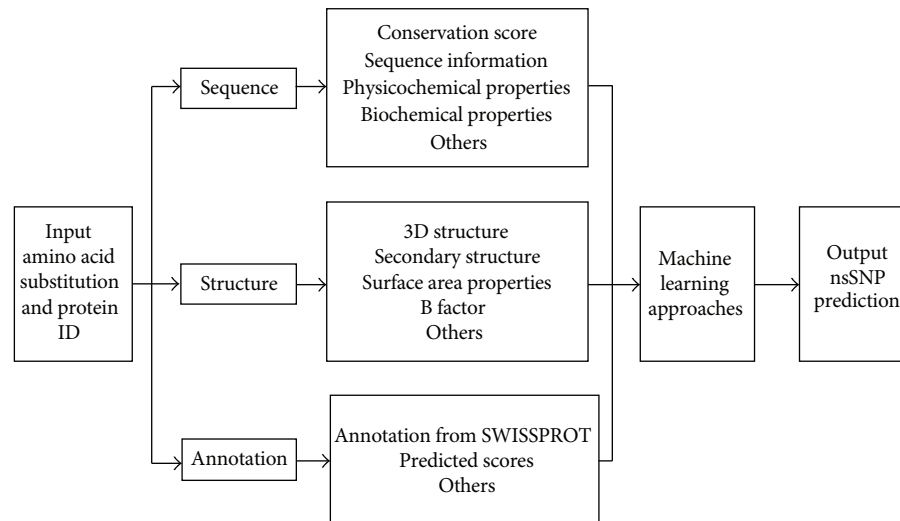 Input
amino acid
substitution
and protein
ID
Sequence
Structure
Annotation
Conservation score
Sequence information
Physicochemical properties
Biochemical properties
Others
3D structure
Secondary structure
Surface area properties
B factor
Others
Annotation from SWISSPROT
Predicted scores
Others
Machine
learning
approaches
Output
nsSNP
prediction